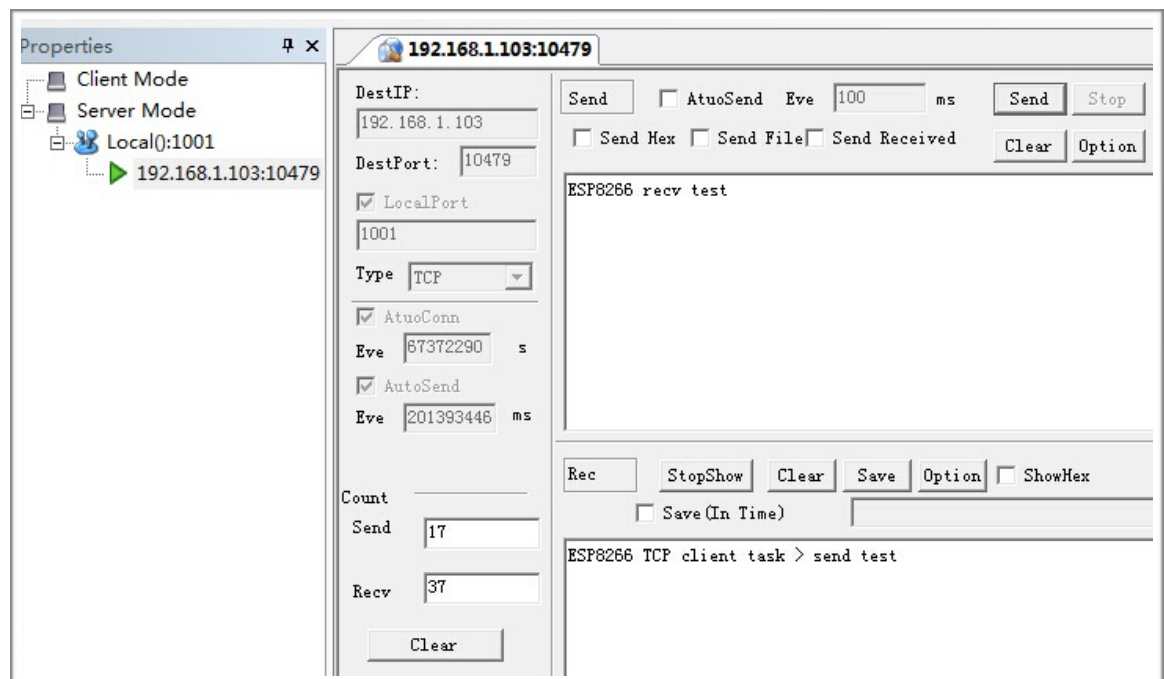 Properties
Client Mode
Server Mode
Local():1001
192.168.1.103:10479
192.168.1.103:10479
DestIP:
192.168.1.103
DestPort: 10479
LocalPort
1001
Type TCP
AtuoConn
Eve 67372290 s
AutoSend
Eve 201393446 ms
Count
Send 17
Recv 37
Clear
Send AtuoSend Eve 100 ms Send Stop
Send Hex Send File Send Received Clear Option
ESP8266 recv test
Rec StopShow Clear Save Option ShowHex
Save(In Time)
ESP8266 TCP client task > send test